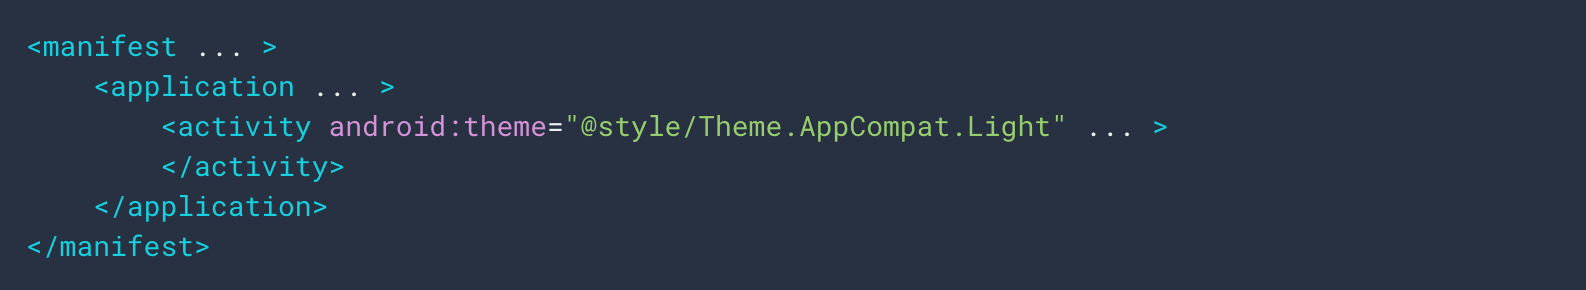 <manifest ... >
    <application ... >
        <activity android:theme="@style/Theme.AppCompat.Light" ... >
        </activity>
    </application>
</manifest>